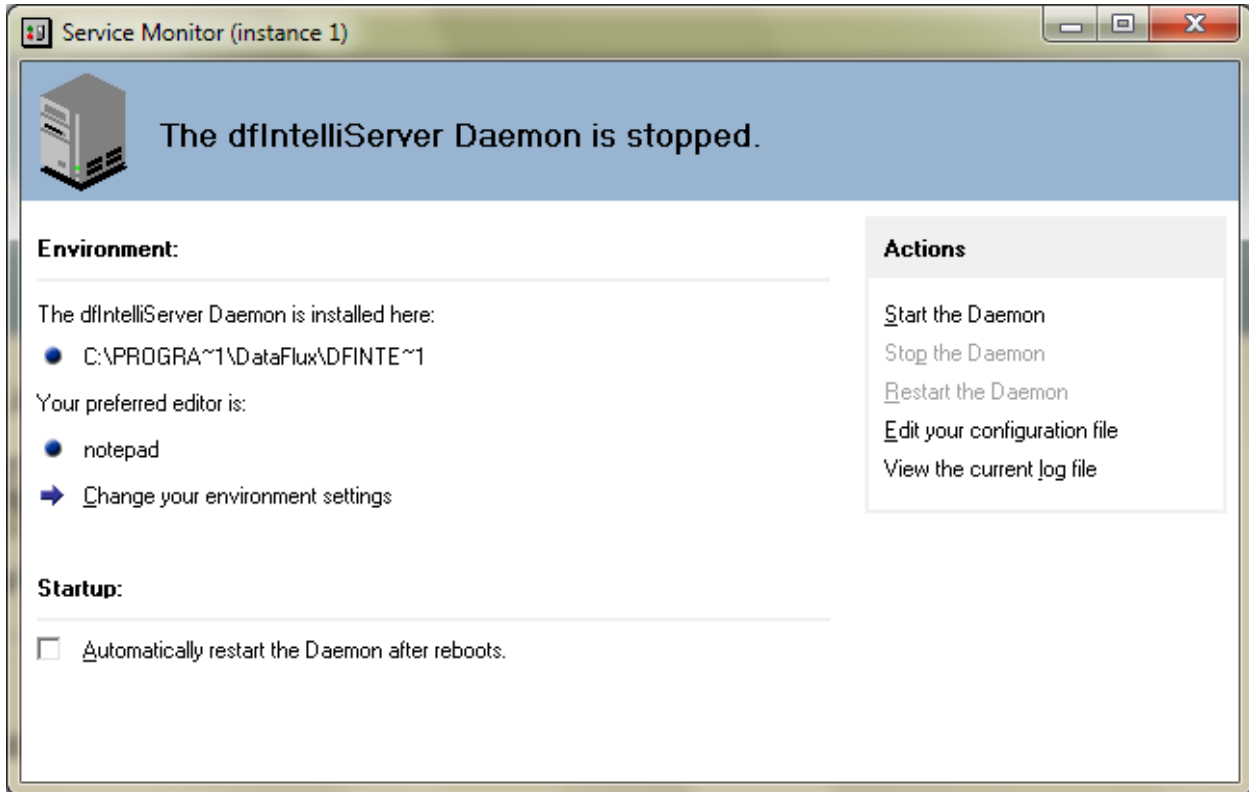 Service Monitor (instance 1)
The dfIntelliServer Daemon is stopped.
Environment:
The dfIntelliServer Daemon is installed here:
C:\PROGRA~1\DataFlux\DFINTE~1
Your preferred editor is:
notepad
Change your environment settings
Startup:
Automatically restart the Daemon after reboots.
Actions
Start the Daemon
Stop the Daemon
Restart the Daemon
Edit your configuration file
View the current log file